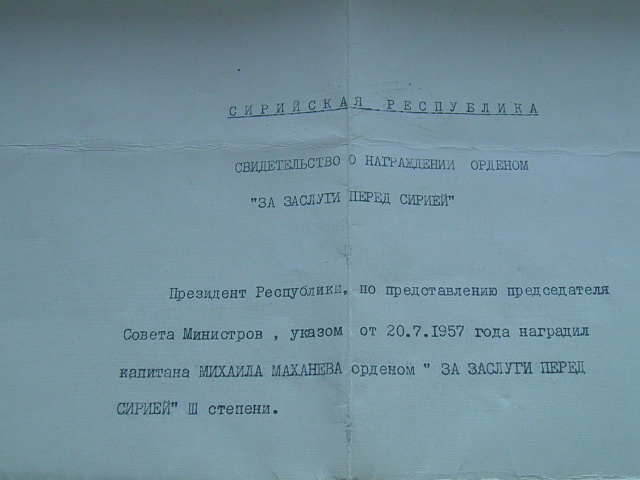 СИРИЙСКАЯ РЕСПУБЛИКА
СВИДЕТЕЛЬСТВО О НАГРАЖДЕНИИ ОРДЕНОМ
"ЗА ЗАСЛУГИ ПЕРЕД СИРИЕЙ"
Президент Республики, по представлению председателя
Совета Министров , указом от 20.7.1957 года наградил
капитана МИХАИЛА МАХАНЕВА орденом " ЗА ЗАСЛУГИ ПЕРЕД
СИРИЕЙ" Ш степени.